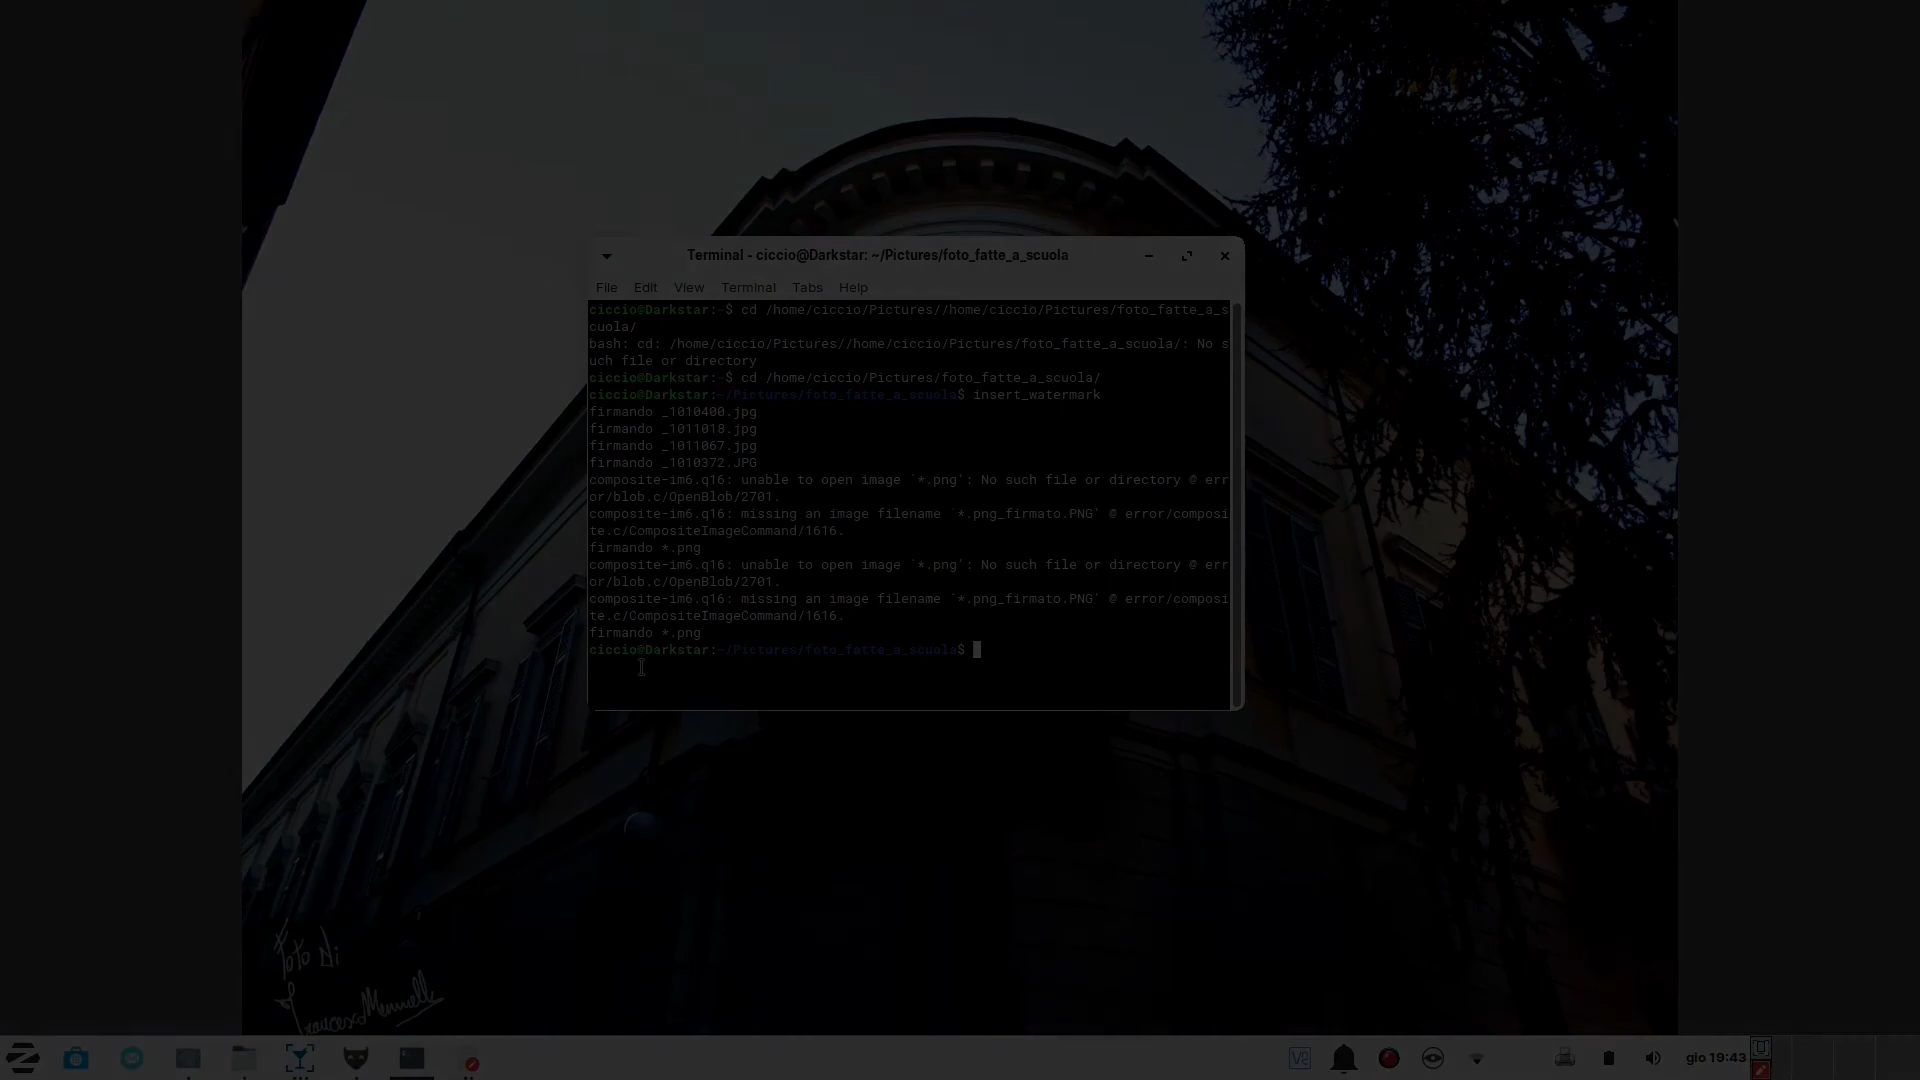 Terminal - ciccio@Darkstar: ~/Pictures/foto_fatte_a_scuola
File Edit View Terminal Tabs Help
ciccio@Darkstar:~$ cd /home/ciccio/Pictures//home/ciccio/Pictures/foto_fatte_a_s
cuola/
bash: cd: /home/ciccio/Pictures//home/ciccio/Pictures/foto_fatte_a_scuola/: No s
uch file or directory
ciccio@Darkstar:~$ cd /home/ciccio/Pictures/foto_fatte_a_scuola/
ciccio@Darkstar:~/Pictures/foto_fatte_a_scuola$ insert_watermark
firmando _1010400.jpg
firmando _1011018.jpg
firmando _1011067.jpg
firmando _1010372.JPG
composite-im6.q16: unable to open image `*.png': No such file or directory @ err
or/blob.c/OpenBlob/2701.
composite-im6.q16: missing an image filename `*.png_firmato.PNG' @ error/composi
te.c/CompositeImageCommand/1616.
firmando *.png
composite-im6.q16: unable to open image `*.png': No such file or directory @ err
or/blob.c/OpenBlob/2701.
composite-im6.q16: missing an image filename `*.png_firmato.PNG' @ error/composi
te.c/CompositeImageCommand/1616.
firmando *.png
ciccio@Darkstar:~/Pictures/foto_fatte_a_scuola$
Foto di
gio 19:43